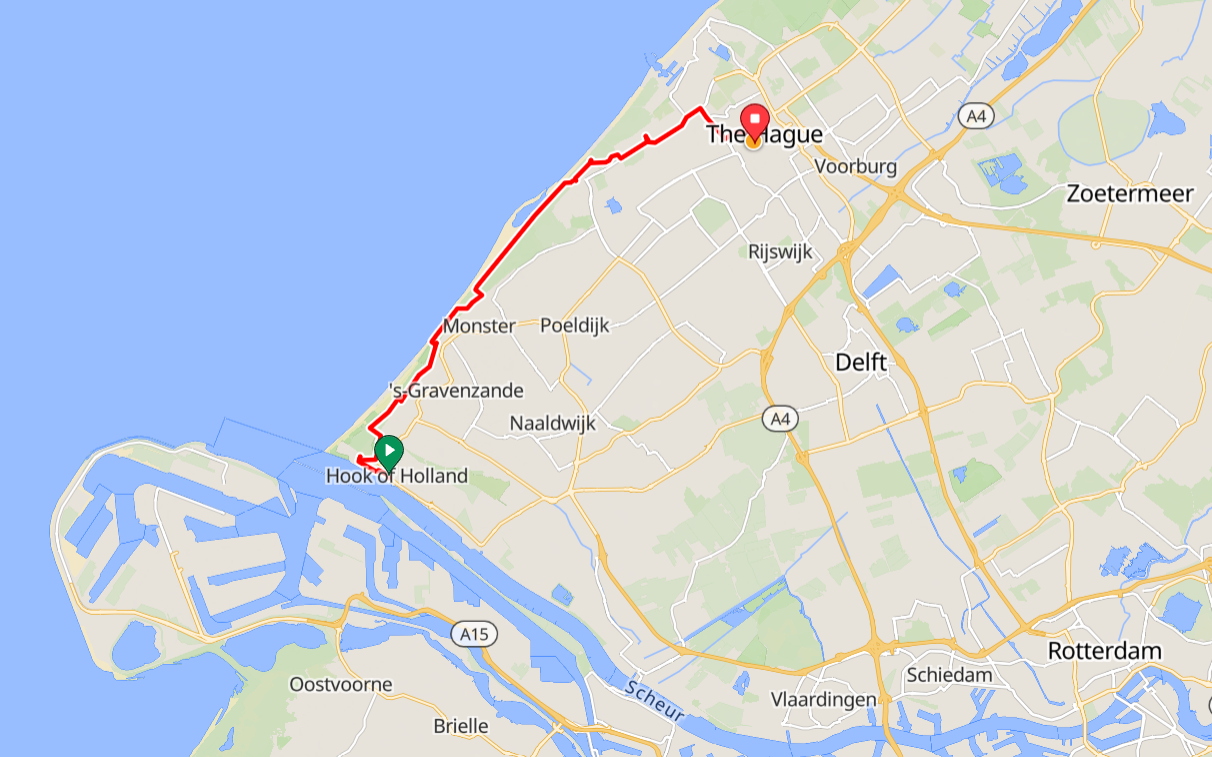 A4
The Hague
Voorburg
Zoetermeer
Rijswijk
Monster
Poeldijk
Delft
's-Gravenzande
A4
Naaldwijk
Hook of Holland
A15
Rotterdam
Schiedam
Oostvoorne
Scheur
Vlaardingen
Brielle